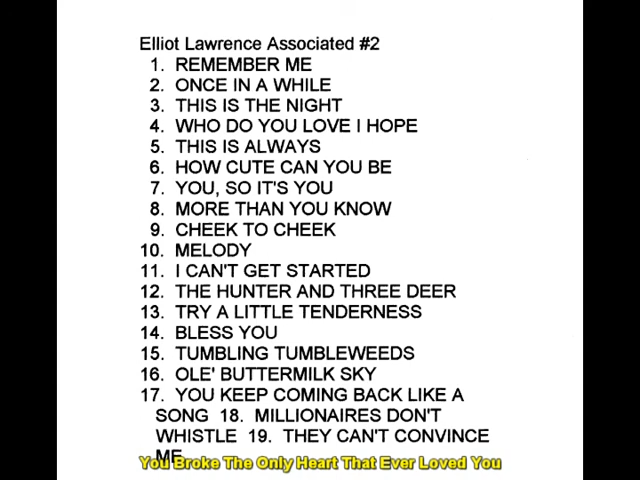 Elliot Lawrence Associated #2
1. REMEMBER ME
2. ONCE IN A WHILE
3. THIS IS THE NIGHT
4. WHO DO YOU LOVE I HOPE
5. THIS IS ALWAYS
6. HOW CUTE CAN YOU BE
7. YOU, SO IT'S YOU
8. MORE THAN YOU KNOW
9. CHEEK TO CHEEK
10. MELODY
11. I CAN'T GET STARTED
12. THE HUNTER AND THREE DEER
13. TRY A LITTLE TENDERNESS
14. BLESS YOU
15. TUMBLING TUMBLEWEEDS
16. OLE' BUTTERMILK SKY
17. YOU KEEP COMING BACK LIKE A
SONG 18. MILLIONAIRES DON'T
WHISTLE 19. THEY CAN'T CONVINCE
ME
You Broke The Only Heart That Ever Loved You